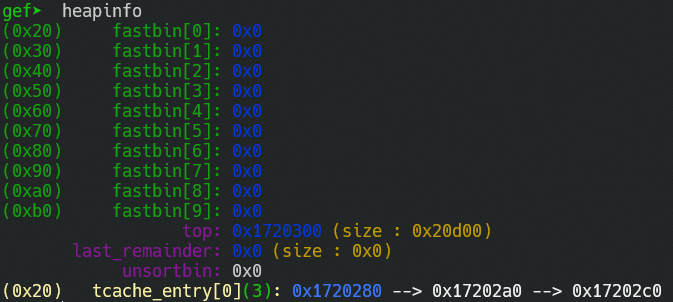 gef➤  heapinfo
(0x20)     fastbin[0]: 0x0
(0x30)     fastbin[1]: 0x0
(0x40)     fastbin[2]: 0x0
(0x50)     fastbin[3]: 0x0
(0x60)     fastbin[4]: 0x0
(0x70)     fastbin[5]: 0x0
(0x80)     fastbin[6]: 0x0
(0x90)     fastbin[7]: 0x0
(0xa0)     fastbin[8]: 0x0
(0xb0)     fastbin[9]: 0x0
top: 0x1720300 (size : 0x20d00)
last_remainder: 0x0 (size : 0x0)
unsortbin: 0x0
(0x20)   tcache_entry[0](3): 0x1720280 --> 0x17202a0 --> 0x17202c0